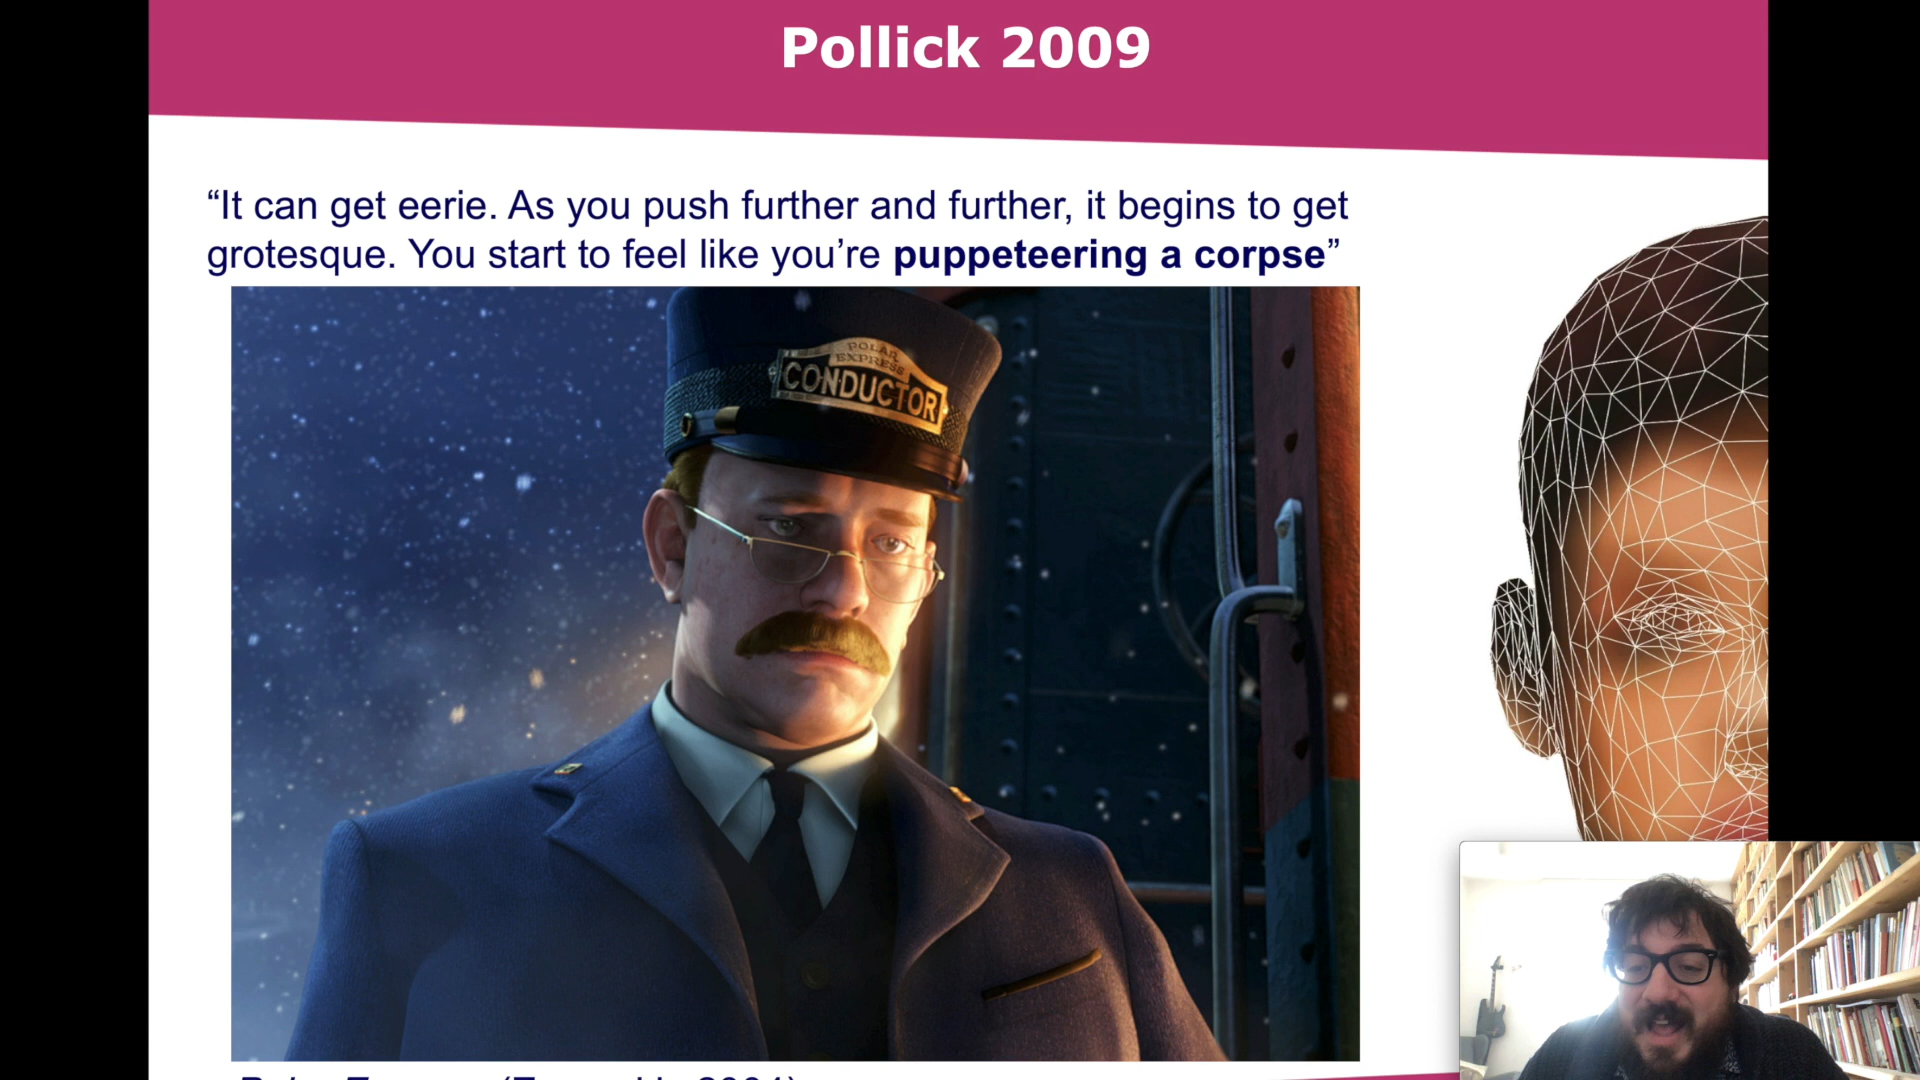 Pollick 2009
“It can get eerie. As you push further and further, it begins to get
grotesque. You start to feel like you’re puppeteering a corpse”
POLAR
EXPRESS
CONDUCTOR